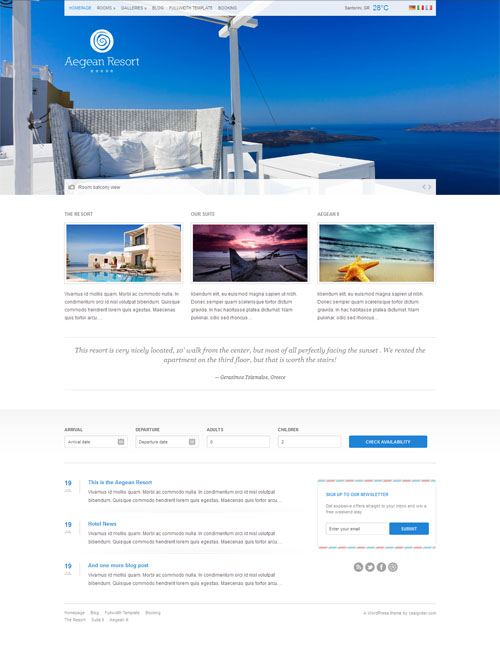 HOMEPAGE ROOMS GALLERIES BLOG FULLWIDTH TEMPLATE BOOKING
Santorini, GR 28°C
Aegean Resort
Room balcony view
THE RESORT
Vivamus id mollis quam. Morbi ac commodo nulla. In
condimentum orci id nisl volutpat bibendum. Quisque
commodo hendrerit lorem quis egestas. Maecenas
quis tortor arcu ...
OUR SUITE
bibendum elit, eu euismod magna sapien ut nibh.
Donec semper quam scelerisque tortor dictum
gravida. In hac habitasse platea dictumst. Nam
pulvinar, odio sed rhoncus ...
AEGEAN II
bibendum elit, eu euismod magna sapien ut nibh.
Donec semper quam scelerisque tortor dictum
gravida. In hac habitasse platea dictumst. Nam
pulvinar, odio sed rhoncus ...
This resort is very nicely located, 10' walk from the center, but most of all perfectly facing the sunset . We rented the
apartment on the third floor, but that is worth the stairs!
— Gerasimos Tsiamalos, Greece
ARRIVAL DEPARTURE ADULTS CHILDREN
Arrival date Departure date 0 2 CHECK AVAILABILITY
19 JUL
This is the Aegean Resort
Vivamus id mollis quam. Morbi ac commodo nulla. In condimentum orci id nisl volutpat
bibendum. Quisque commodo hendrerit lorem quis egestas. Maecenas quis tortor arcu ...
19 JUL
Hotel News
Vivamus id mollis quam. Morbi ac commodo nulla. In condimentum orci id nisl volutpat
bibendum. Quisque commodo hendrerit lorem quis egestas. Maecenas quis tortor arcu ...
19 JUL
And one more blog post
Vivamus id mollis quam. Morbi ac commodo nulla. In condimentum orci id nisl volutpat
bibendum. Quisque commodo hendrerit lorem quis egestas. Maecenas quis tortor arcu ...
SIGN UP TO OUR NEWSLETTER
Get explosive offers straight to your inbox and win a
free weekend stay.
Enter your email SUBMIT
Homepage Blog Fullwidth Template Booking
The Resort Suite II Aegean II
A WordPress theme by cssigniter.com